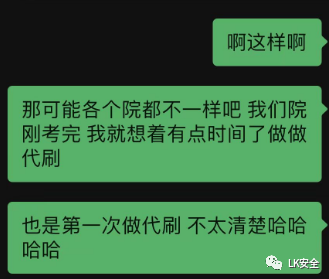 啊这样啊
那可能各个院都不一样吧 我们院
刚考完 我就想着有点时间了做做
代刷
也是第一次做代刷 不太清楚哈哈
哈哈
LK安全